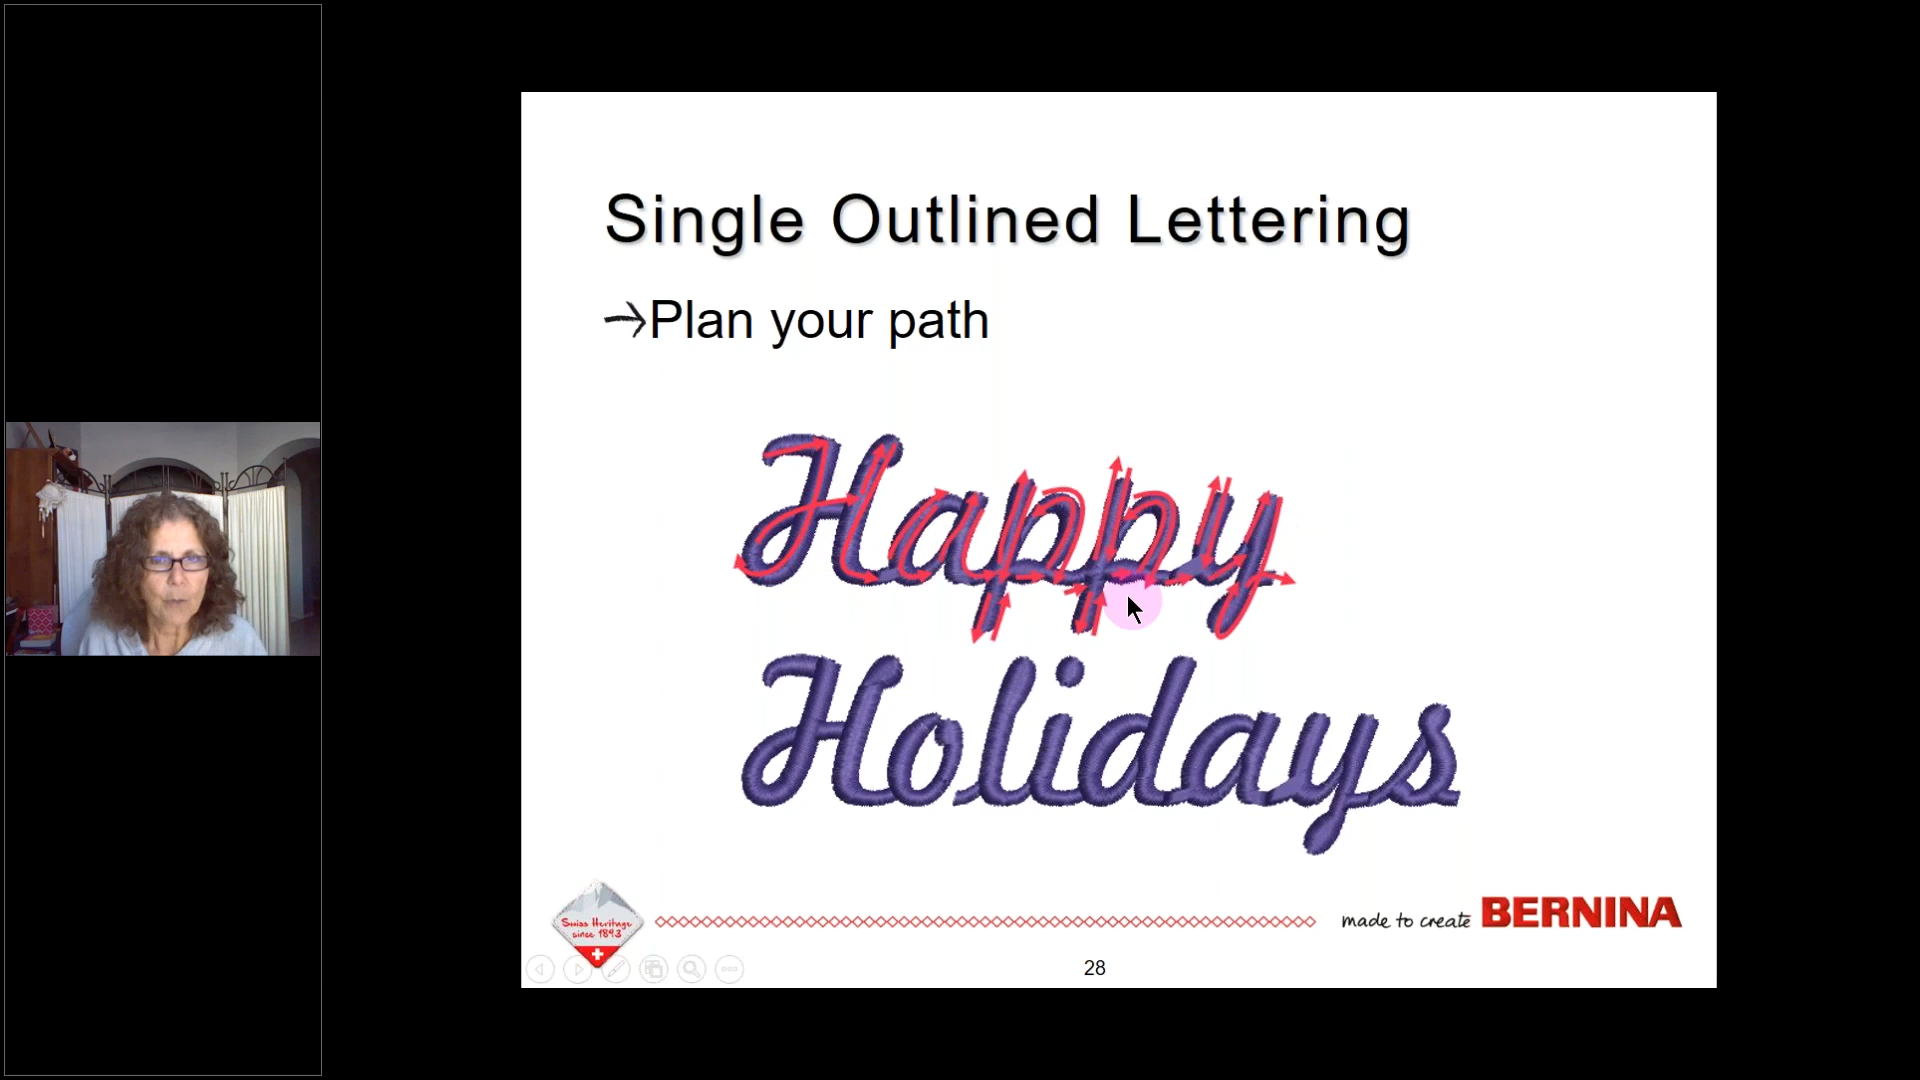 Single Outlined Lettering
→Plan your path
Happy
Holidays
Swiss Heritage
since 1893
made to create BERNINA
28